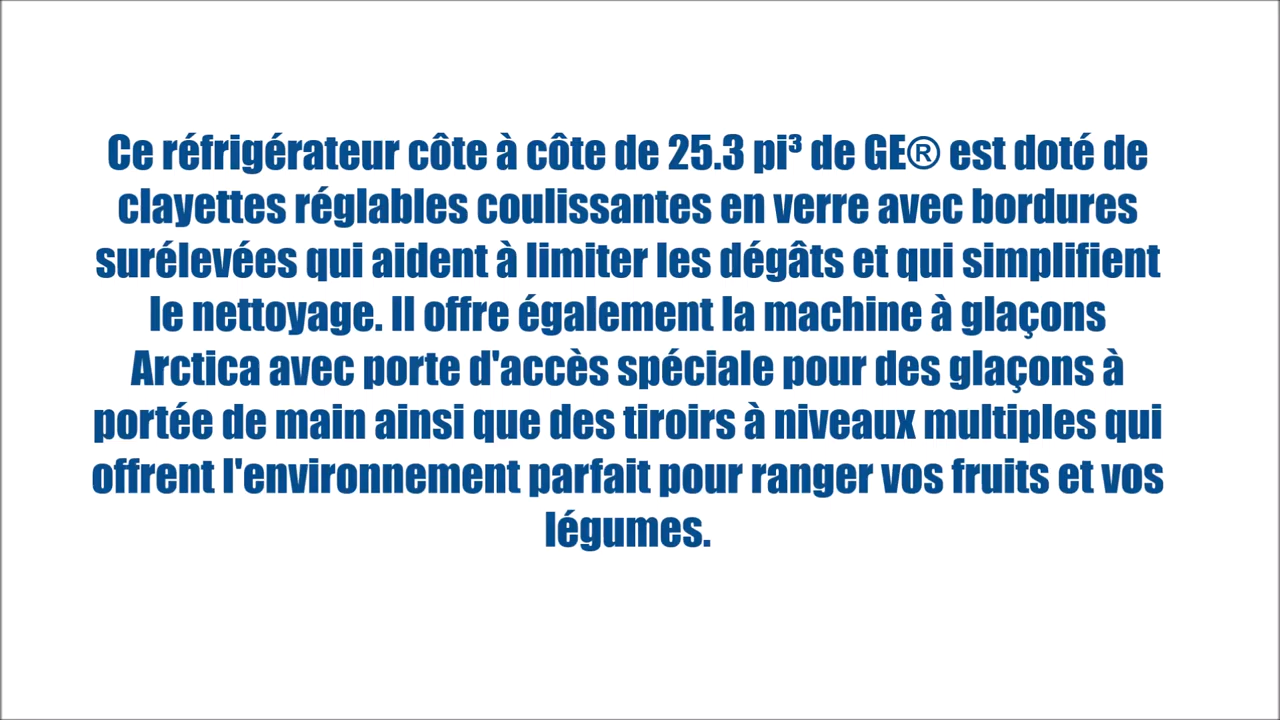 Ce réfrigérateur côte à côte de 25.3 pi³ de GE® est doté de
clayettes réglables coulissantes en verre avec bordures
surélevées qui aident à limiter les dégâts et qui simplifient
le nettoyage. Il offre également la machine à glaçons
Arctica avec porte d'accès spéciale pour des glaçons à
portée de main ainsi que des tiroirs à niveaux multiples qui
offrent l'environnement parfait pour ranger vos fruits et vos
légumes.